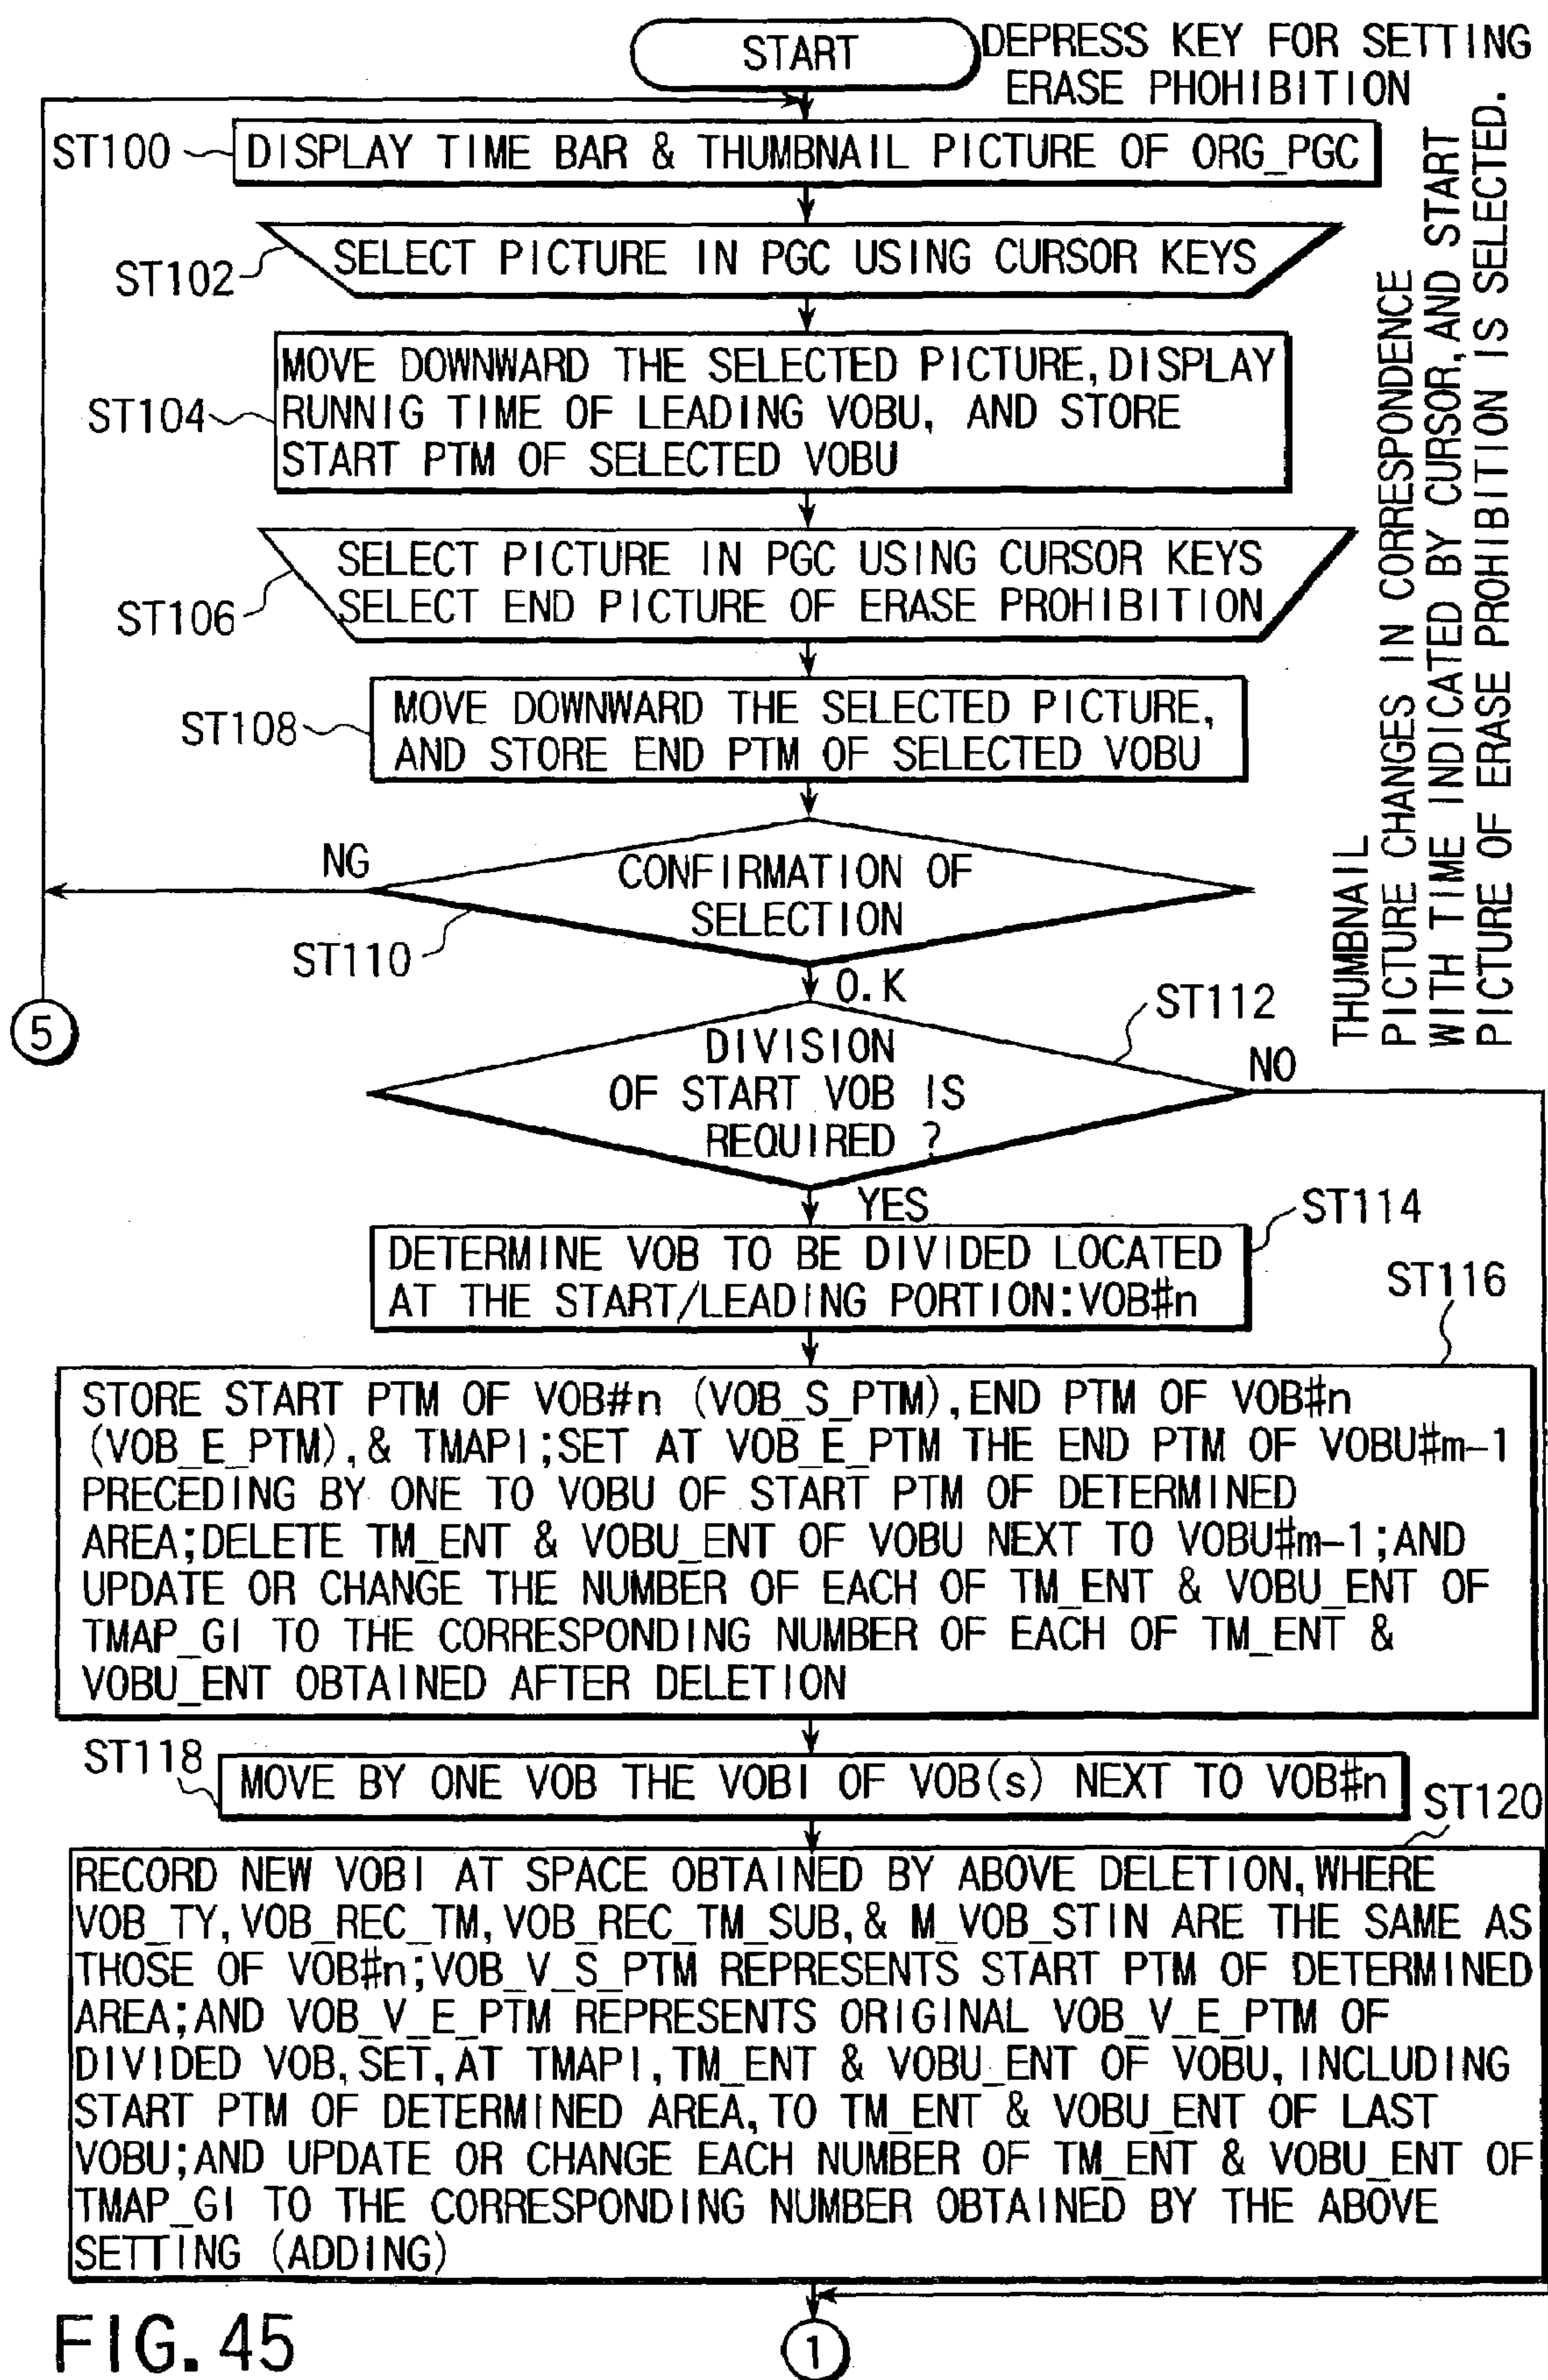 START
DEPRESS KEY FOR SETTING
ERASE PHOHIBITION
ST100
DISPLAY TIME BAR & THUMBNAIL PICTURE OF ORG_PGC
ST102
SELECT PICTURE IN PGC USING CURSOR KEYS
THUMBNAIL
PICTURE CHANGES IN CORRESPONDENCE
WITH TIME INDICATED BY CURSOR, AND START
PICTURE OF ERASE PROHIBITION IS SELECTED.
ST104
MOVE DOWNWARD THE SELECTED PICTURE, DISPLAY
RUNNIG TIME OF LEADING VOBU, AND STORE
START PTM OF SELECTED VOBU
ST106
SELECT PICTURE IN PGC USING CURSOR KEYS
SELECT END PICTURE OF ERASE PROHIBITION
ST108
MOVE DOWNWARD THE SELECTED PICTURE,
AND STORE END PTM OF SELECTED VOBU
NG
CONFIRMATION OF
SELECTION
ST110
O.K
5
ST112
DIVISION
OF START VOB IS
REQUIRED ?
NO
YES
ST114
DETERMINE VOB TO BE DIVIDED LOCATED
AT THE START/LEADING PORTION:VOB#n
ST116
STORE START PTM OF VOB#n (VOB_S_PTM), END PTM OF VOB#n
(VOB_E_PTM), & TMAPI;SET AT VOB_E_PTM THE END PTM OF VOBU#m-1
PRECEDING BY ONE TO VOBU OF START PTM OF DETERMINED
AREA;DELETE TM_ENT & VOBU_ENT OF VOBU NEXT TO VOBU#m-1;AND
UPDATE OR CHANGE THE NUMBER OF EACH OF TM_ENT & VOBU_ENT OF
TMAP_GI TO THE CORRESPONDING NUMBER OF EACH OF TM_ENT &
VOBU_ENT OBTAINED AFTER DELETION
ST118
MOVE BY ONE VOB THE VOBI OF VOB(s) NEXT TO VOB#n
ST120
RECORD NEW VOBI AT SPACE OBTAINED BY ABOVE DELETION, WHERE
VOB_TY, VOB_REC_TM, VOB_REC_TM_SUB, & M_VOB_STIN ARE THE SAME AS
THOSE OF VOB#n;VOB_V_S_PTM REPRESENTS START PTM OF DETERMINED
AREA;AND VOB_V_E_PTM REPRESENTS ORIGINAL VOB_V_E_PTM OF
DIVIDED VOB, SET, AT TMAPI, TM_ENT & VOBU_ENT OF VOBU, INCLUDING
START PTM OF DETERMINED AREA, TO TM_ENT & VOBU_ENT OF LAST
VOBU;AND UPDATE OR CHANGE EACH NUMBER OF TM_ENT & VOBU_ENT OF
TMAP_GI TO THE CORRESPONDING NUMBER OBTAINED BY THE ABOVE
SETTING (ADDING)
1
FIG. 45